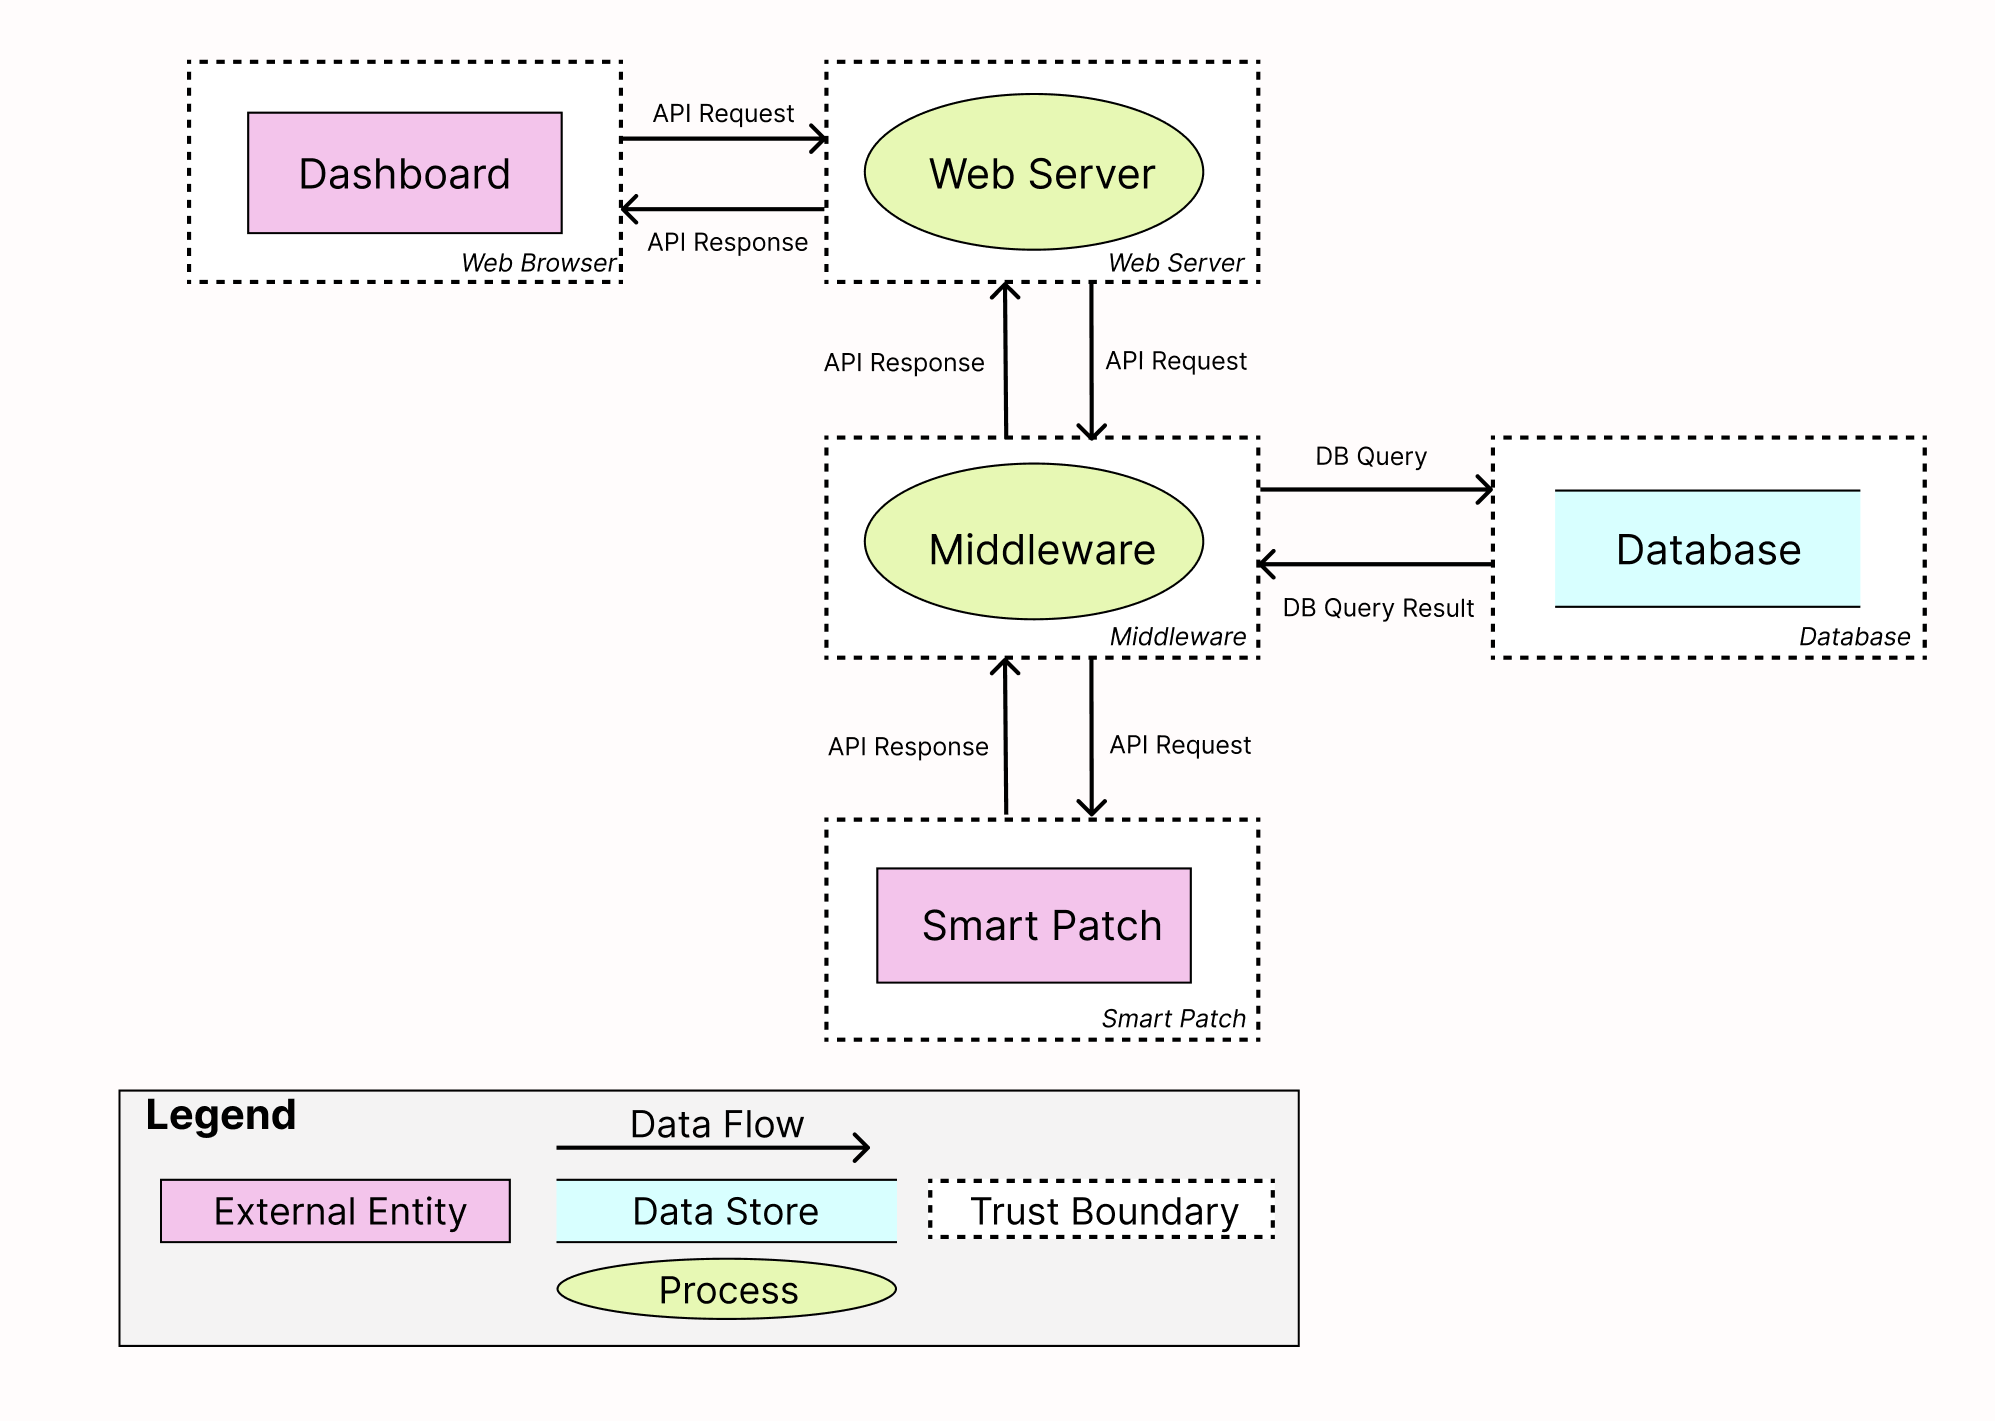 API Request
Dashboard
Web Server
API Response
Web Browser
Web Server
API Response
API Request
DB Query
Middleware
Database
DB Query Result
Middleware
Database
API Response
API Request
Smart Patch
Smart Patch
Legend
Data Flow
External Entity
Data Store
Trust Boundary
Process